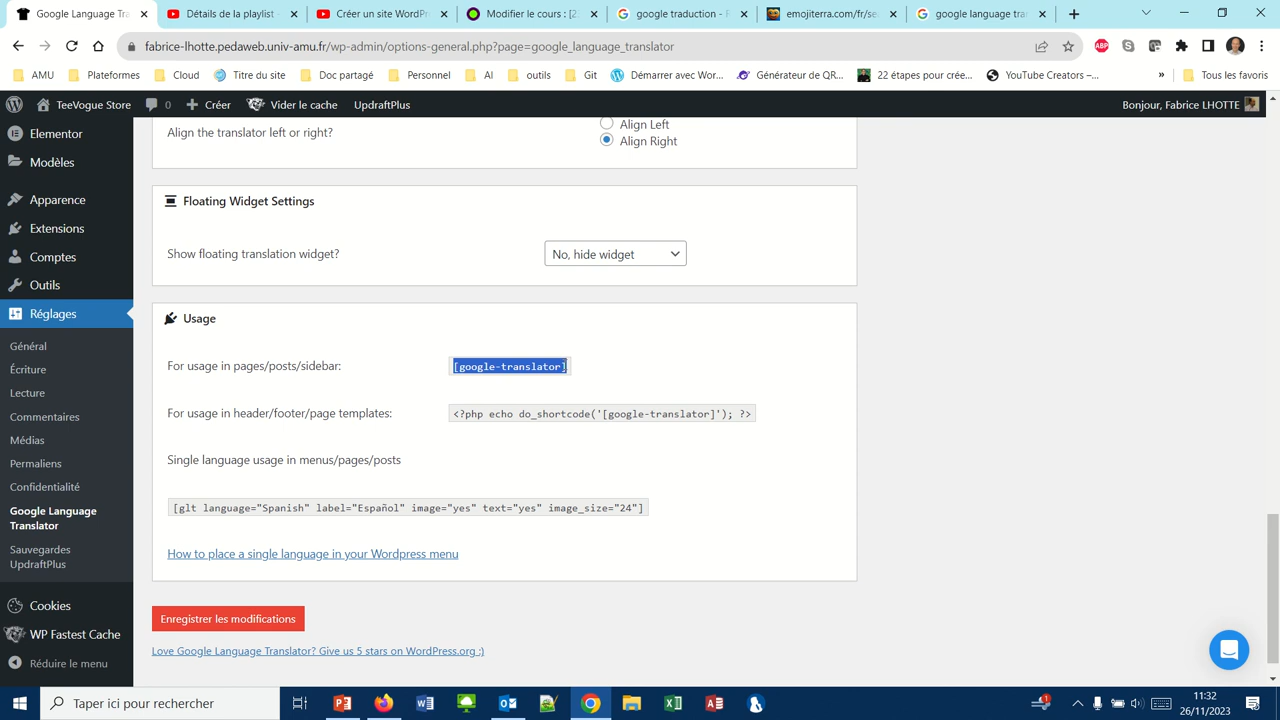 Google Language Tra
Détails de la playlist
Créer un site WordPr
Modifier le cours : [2
google traduction - R
emojiterra.com/fr/se
google language tra
fabrice-lhotte.pedaweb.univ-amu.fr/wp-admin/options-general.php?page=google_language_translator
AMU
Plateformes
Cloud
Titre du site
Doc partagé
Personnel
AI
outils
Git
Démarrer avec Wor...
Générateur de QR...
22 étapes pour crée...
YouTube Creators –...
»
Tous les favoris
TeeVogue Store
0
Créer
Vider le cache
UpdraftPlus
Bonjour, Fabrice LHOTTE
Elementor
Modèles
Apparence
Extensions
Comptes
Outils
Réglages
Général
Écriture
Lecture
Commentaires
Médias
Permaliens
Confidentialité
Google Language
Translator
Sauvegardes
UpdraftPlus
Cookies
WP Fastest Cache
Réduire le menu
Align the translator left or right?
Align Left
Align Right
Floating Widget Settings
Show floating translation widget?
No, hide widget
Usage
For usage in pages/posts/sidebar:
[google-translator]
For usage in header/footer/page templates:
<?php echo do_shortcode('[google-translator]'); ?>
Single language usage in menus/pages/posts
[glt language="Spanish" label="Español" image="yes" text="yes" image_size="24"]
How to place a single language in your Wordpress menu
Enregistrer les modifications
Love Google Language Translator? Give us 5 stars on WordPress.org :)
Taper ici pour rechercher
11:32
26/11/2023